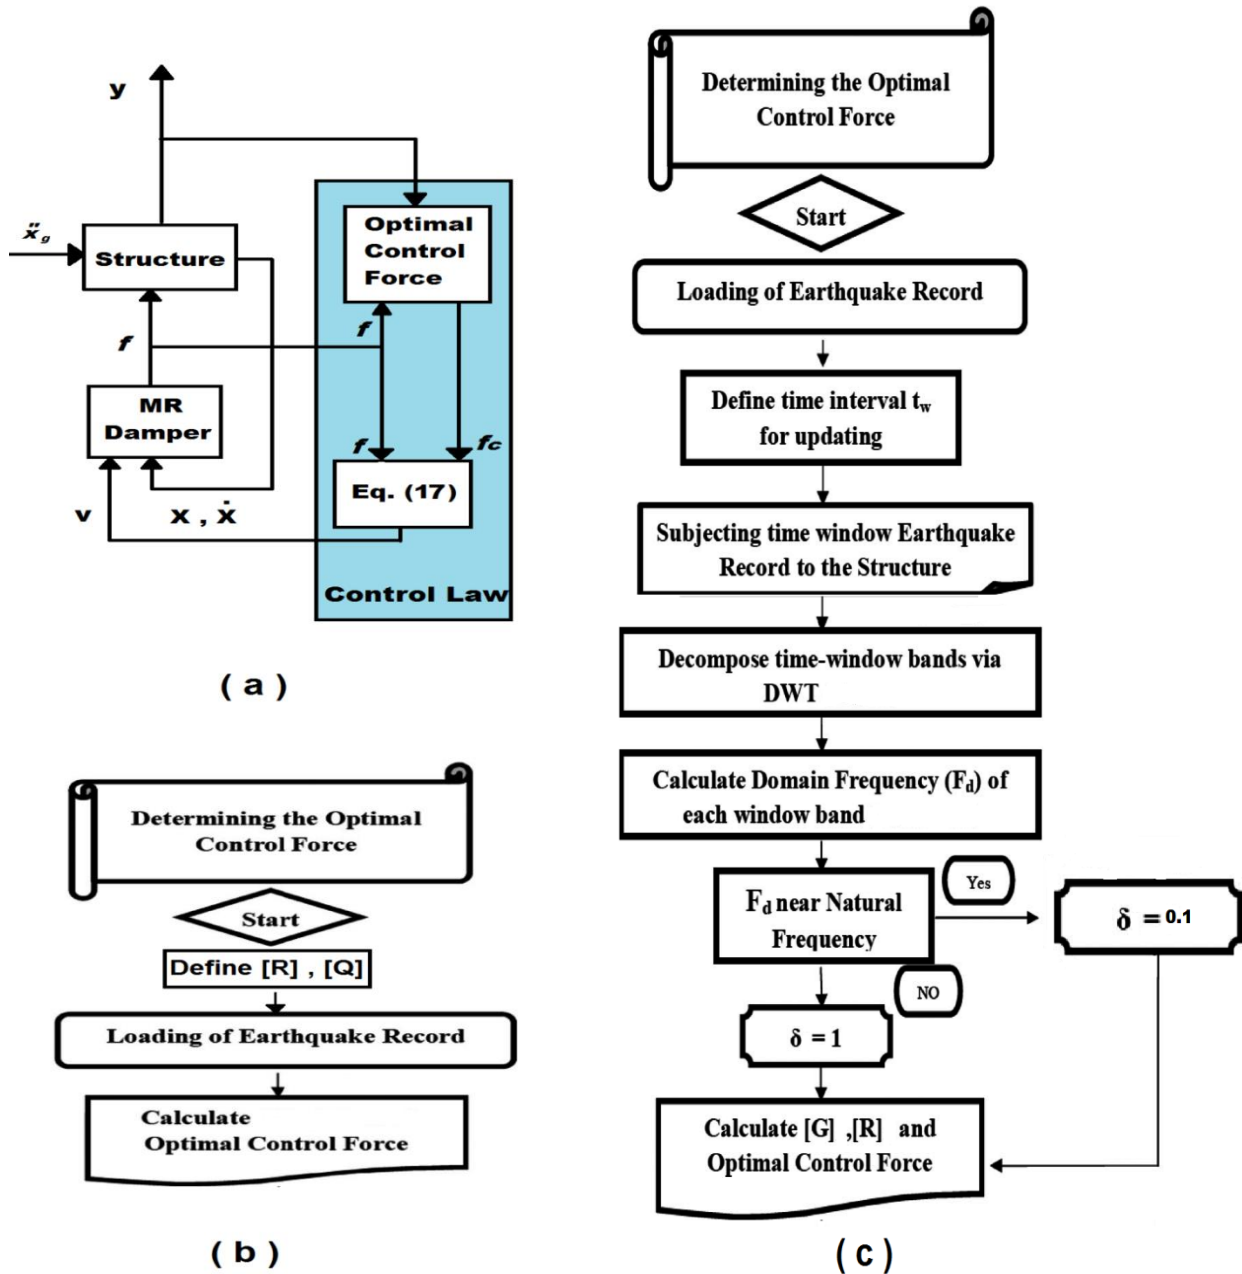 y
ẍg
Structure
Optimal
Control
Force
f
f
MR
Damper
f
fc
Eq. (17)
v
x , ẋ
Control Law
( a )
Determining the Optimal
Control Force
Start
Define [R] , [Q]
Loading of Earthquake Record
Calculate
Optimal Control Force
( b )
Determining the Optimal
Control Force
Start
Loading of Earthquake Record
Define time interval tw
for updating
Subjecting time window Earthquake
Record to the Structure
Decompose time-window bands via
DWT
Calculate Domain Frequency (Fd) of
each window band
Fd near Natural
Frequency
Yes
δ = 0.1
NO
δ = 1
Calculate [G] ,[R] and
Optimal Control Force
( c )